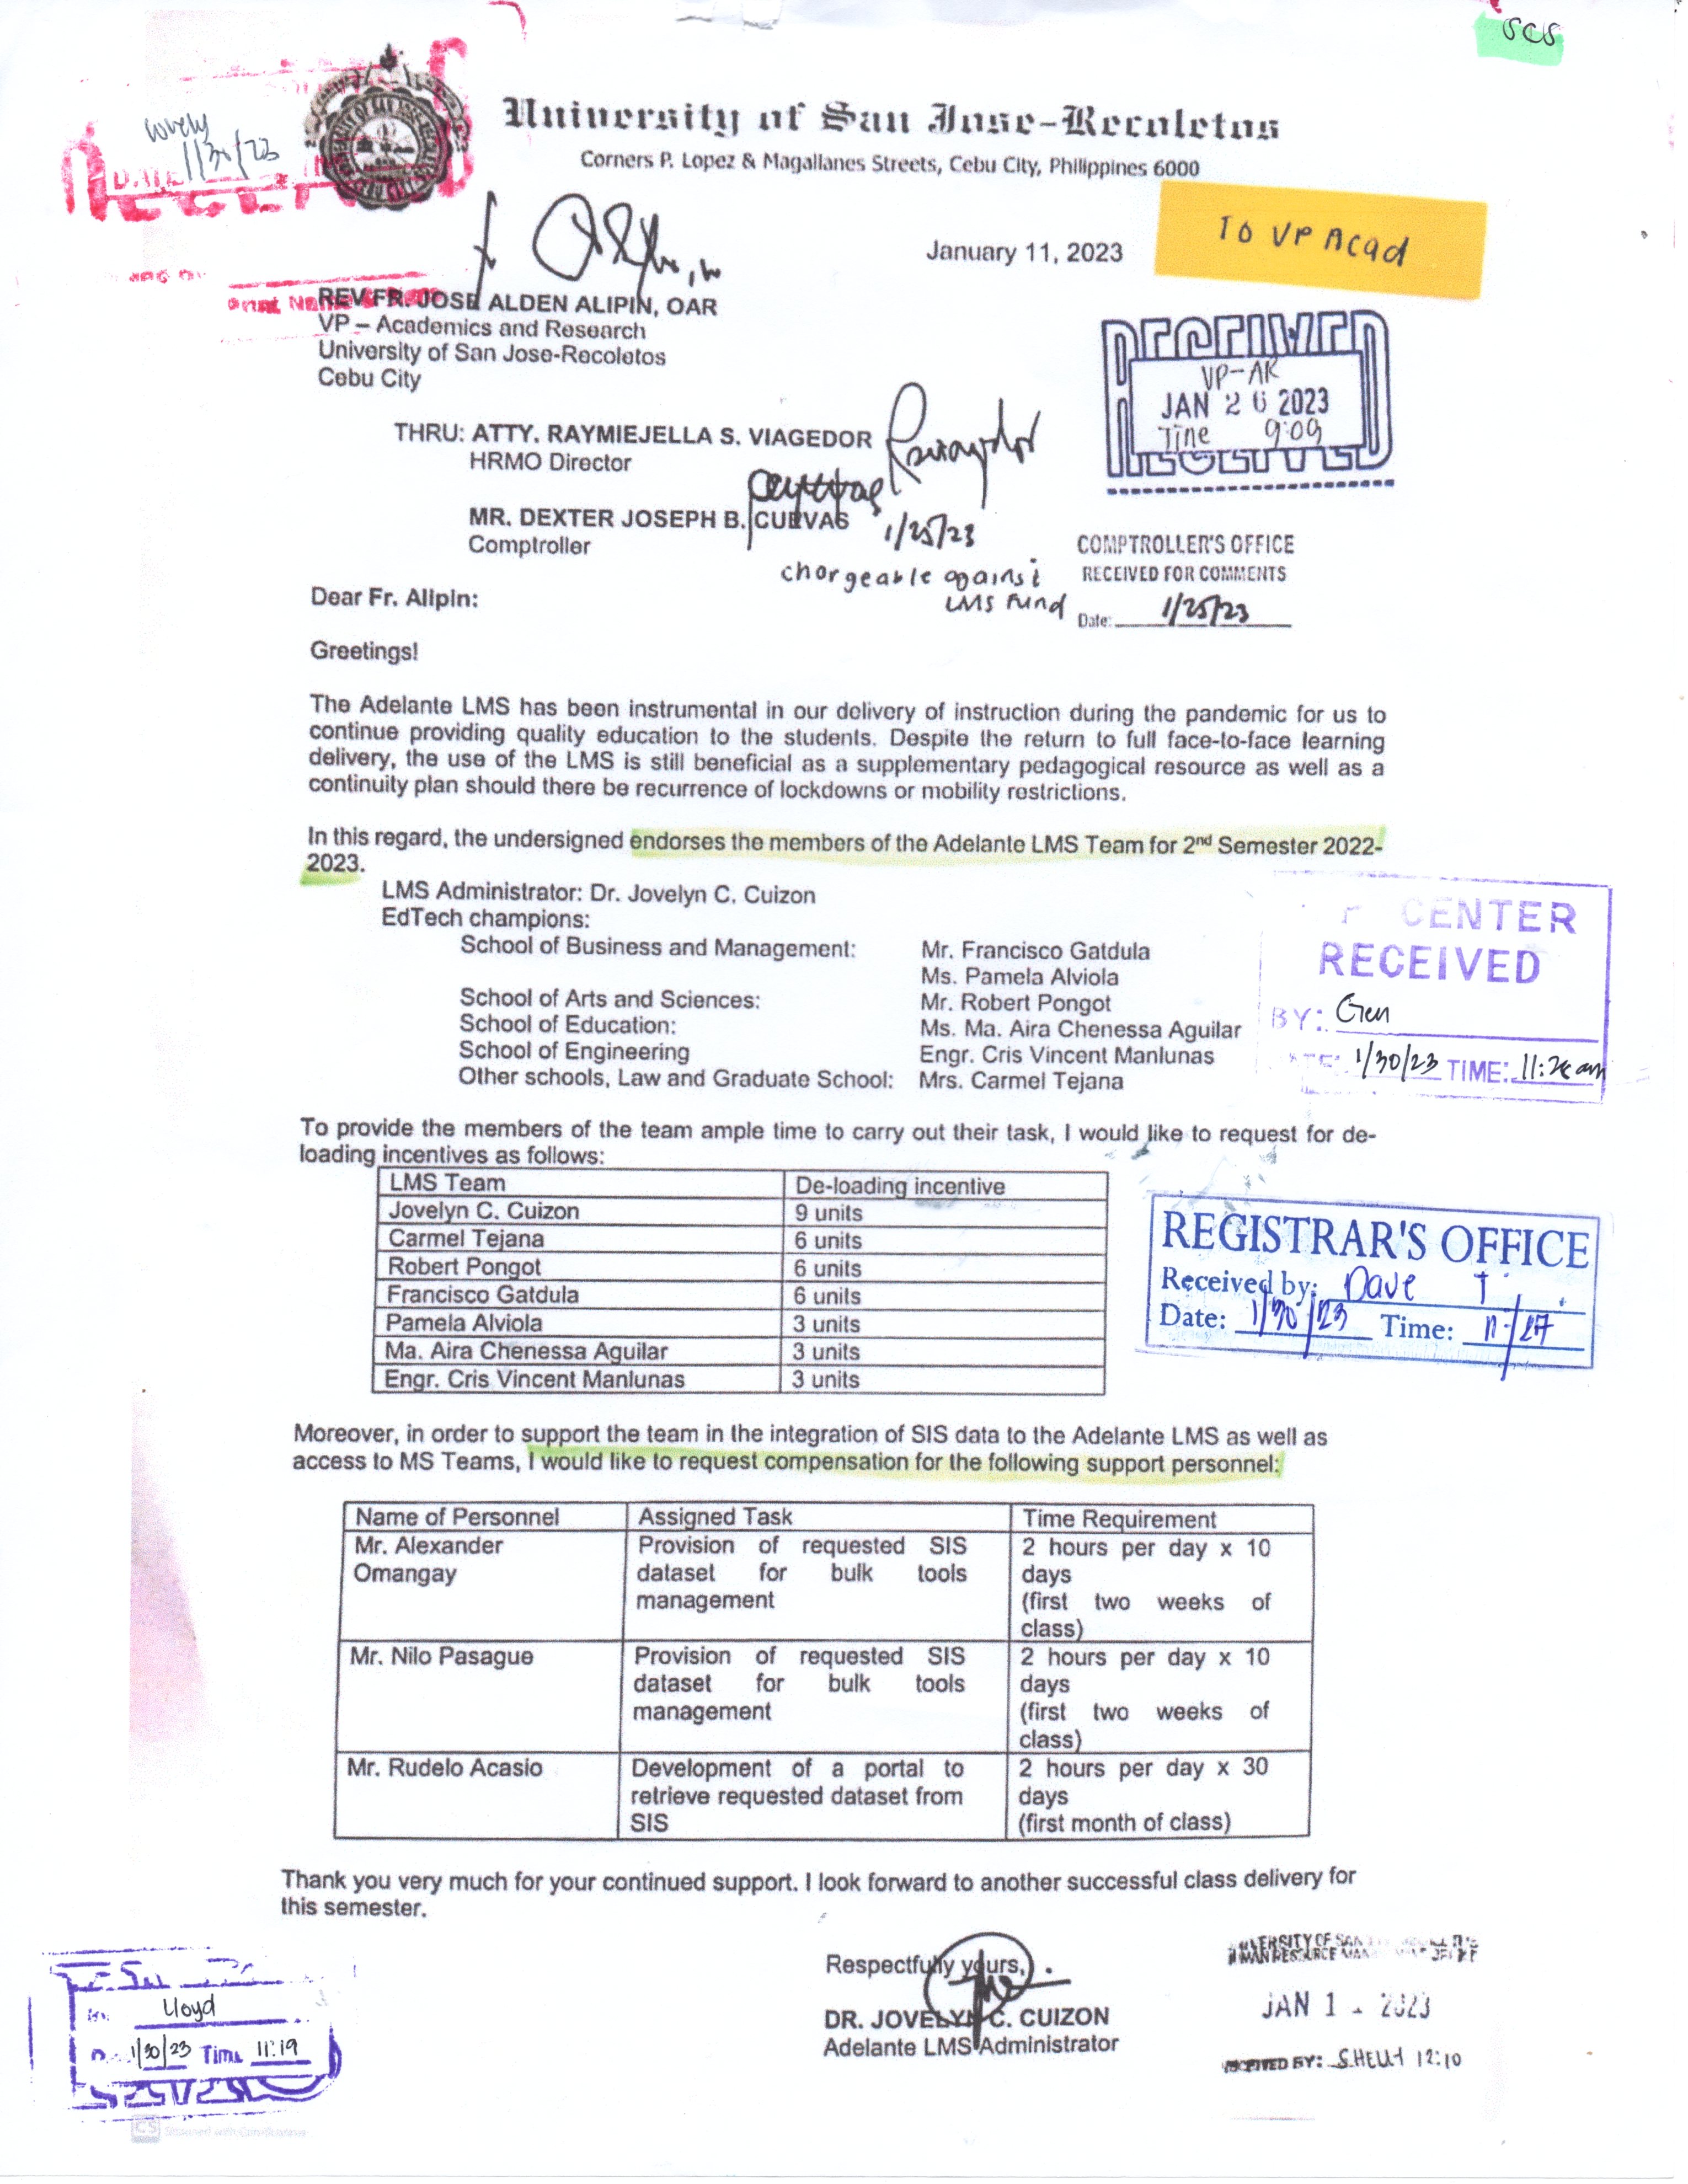 SCS
lovely
1/30/23
University of San Jose-Recoletos
Corners P. Lopez & Magallanes Streets, Cebu City, Philippines 6000
TO VP Acad
January 11, 2023
REV. FR. JOSE ALDEN ALIPIN, OAR
VP – Academics and Research
University of San Jose-Recoletos
Cebu City
RECEIVED
VP-AR
JAN 26 2023
Time 9:09
RECEIVED
THRU: ATTY. RAYMIEJELLA S. VIAGEDOR
HRMO Director
MR. DEXTER JOSEPH B. CUEVAS
Comptroller
1/25/23
chargeable against
LMS Fund
COMPTROLLER'S OFFICE
RECEIVED FOR COMMENTS
Date: 1/25/23
Dear Fr. Alipin:
Greetings!
The Adelante LMS has been instrumental in our delivery of instruction during the pandemic for us to
continue providing quality education to the students. Despite the return to full face-to-face learning
delivery, the use of the LMS is still beneficial as a supplementary pedagogical resource as well as a
continuity plan should there be recurrence of lockdowns or mobility restrictions.
In this regard, the undersigned endorses the members of the Adelante LMS Team for 2nd Semester 2022-
2023.
LMS Administrator: Dr. Jovelyn C. Cuizon
EdTech champions:
School of Business and Management: Mr. Francisco Gatdula
Ms. Pamela Alviola
School of Arts and Sciences: Mr. Robert Pongot
School of Education: Ms. Ma. Aira Chenessa Aguilar
School of Engineering Engr. Cris Vincent Manlunas
Other schools, Law and Graduate School: Mrs. Carmel Tejana
CENTER
RECEIVED
BY: Gen
1/30/23 TIME:
To provide the members of the team ample time to carry out their task, I would like to request for de-
loading incentives as follows:
LMS Team De-loading incentive
Jovelyn C. Cuizon 9 units
Carmel Tejana 6 units
Robert Pongot 6 units
Francisco Gatdula 6 units
Pamela Alviola 3 units
Ma. Aira Chenessa Aguilar 3 units
Engr. Cris Vincent Manlunas 3 units
REGISTRAR'S OFFICE
Received by: Dave T.
Date: 1/30/23 Time: 11:27
Moreover, in order to support the team in the integration of SIS data to the Adelante LMS as well as
access to MS Teams, I would like to request compensation for the following support personnel:
Name of Personnel Assigned Task Time Requirement
Mr. Alexander Provision of requested SIS 2 hours per day x 10
Omangay dataset for bulk tools days
management (first two weeks of
class)
Mr. Nilo Pasague Provision of requested SIS 2 hours per day x 10
dataset for bulk tools days
management (first two weeks of
class)
Mr. Rudelo Acasio Development of a portal to 2 hours per day x 30
retrieve requested dataset from days
SIS (first month of class)
Thank you very much for your continued support. I look forward to another successful class delivery for
this semester.
Respectfully yours,
DR. JOVELYN C. CUIZON
Adelante LMS Administrator
Lloyd
1/30/23 Time 11:19
JAN 1 2023
RECEIVED BY: 12:10
CS Scanned with CamScanner